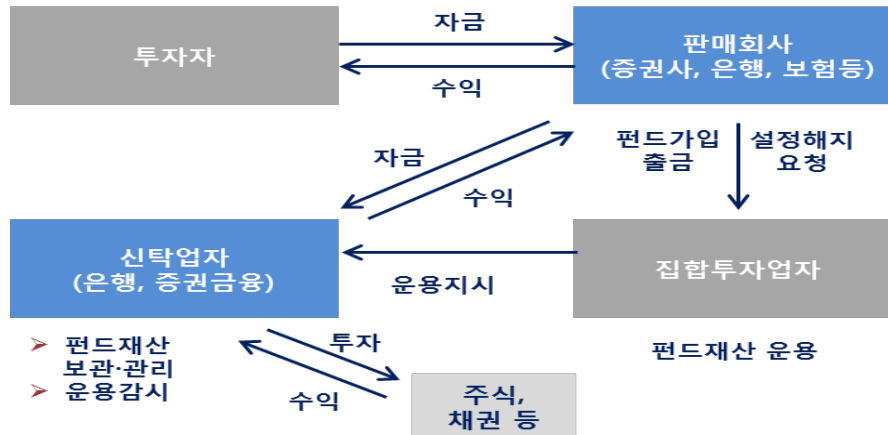 투자자
자금
수익
판매회사
(증권사, 은행, 보험등)
자금
수익
펀드가입
출금
설정해지
요청
신탁업자
(은행, 증권금융)
운용지시
집합투자업자
➢ 펀드재산
보관·관리
➢ 운용감시
투자
수익
주식,
채권 등
펀드재산 운용